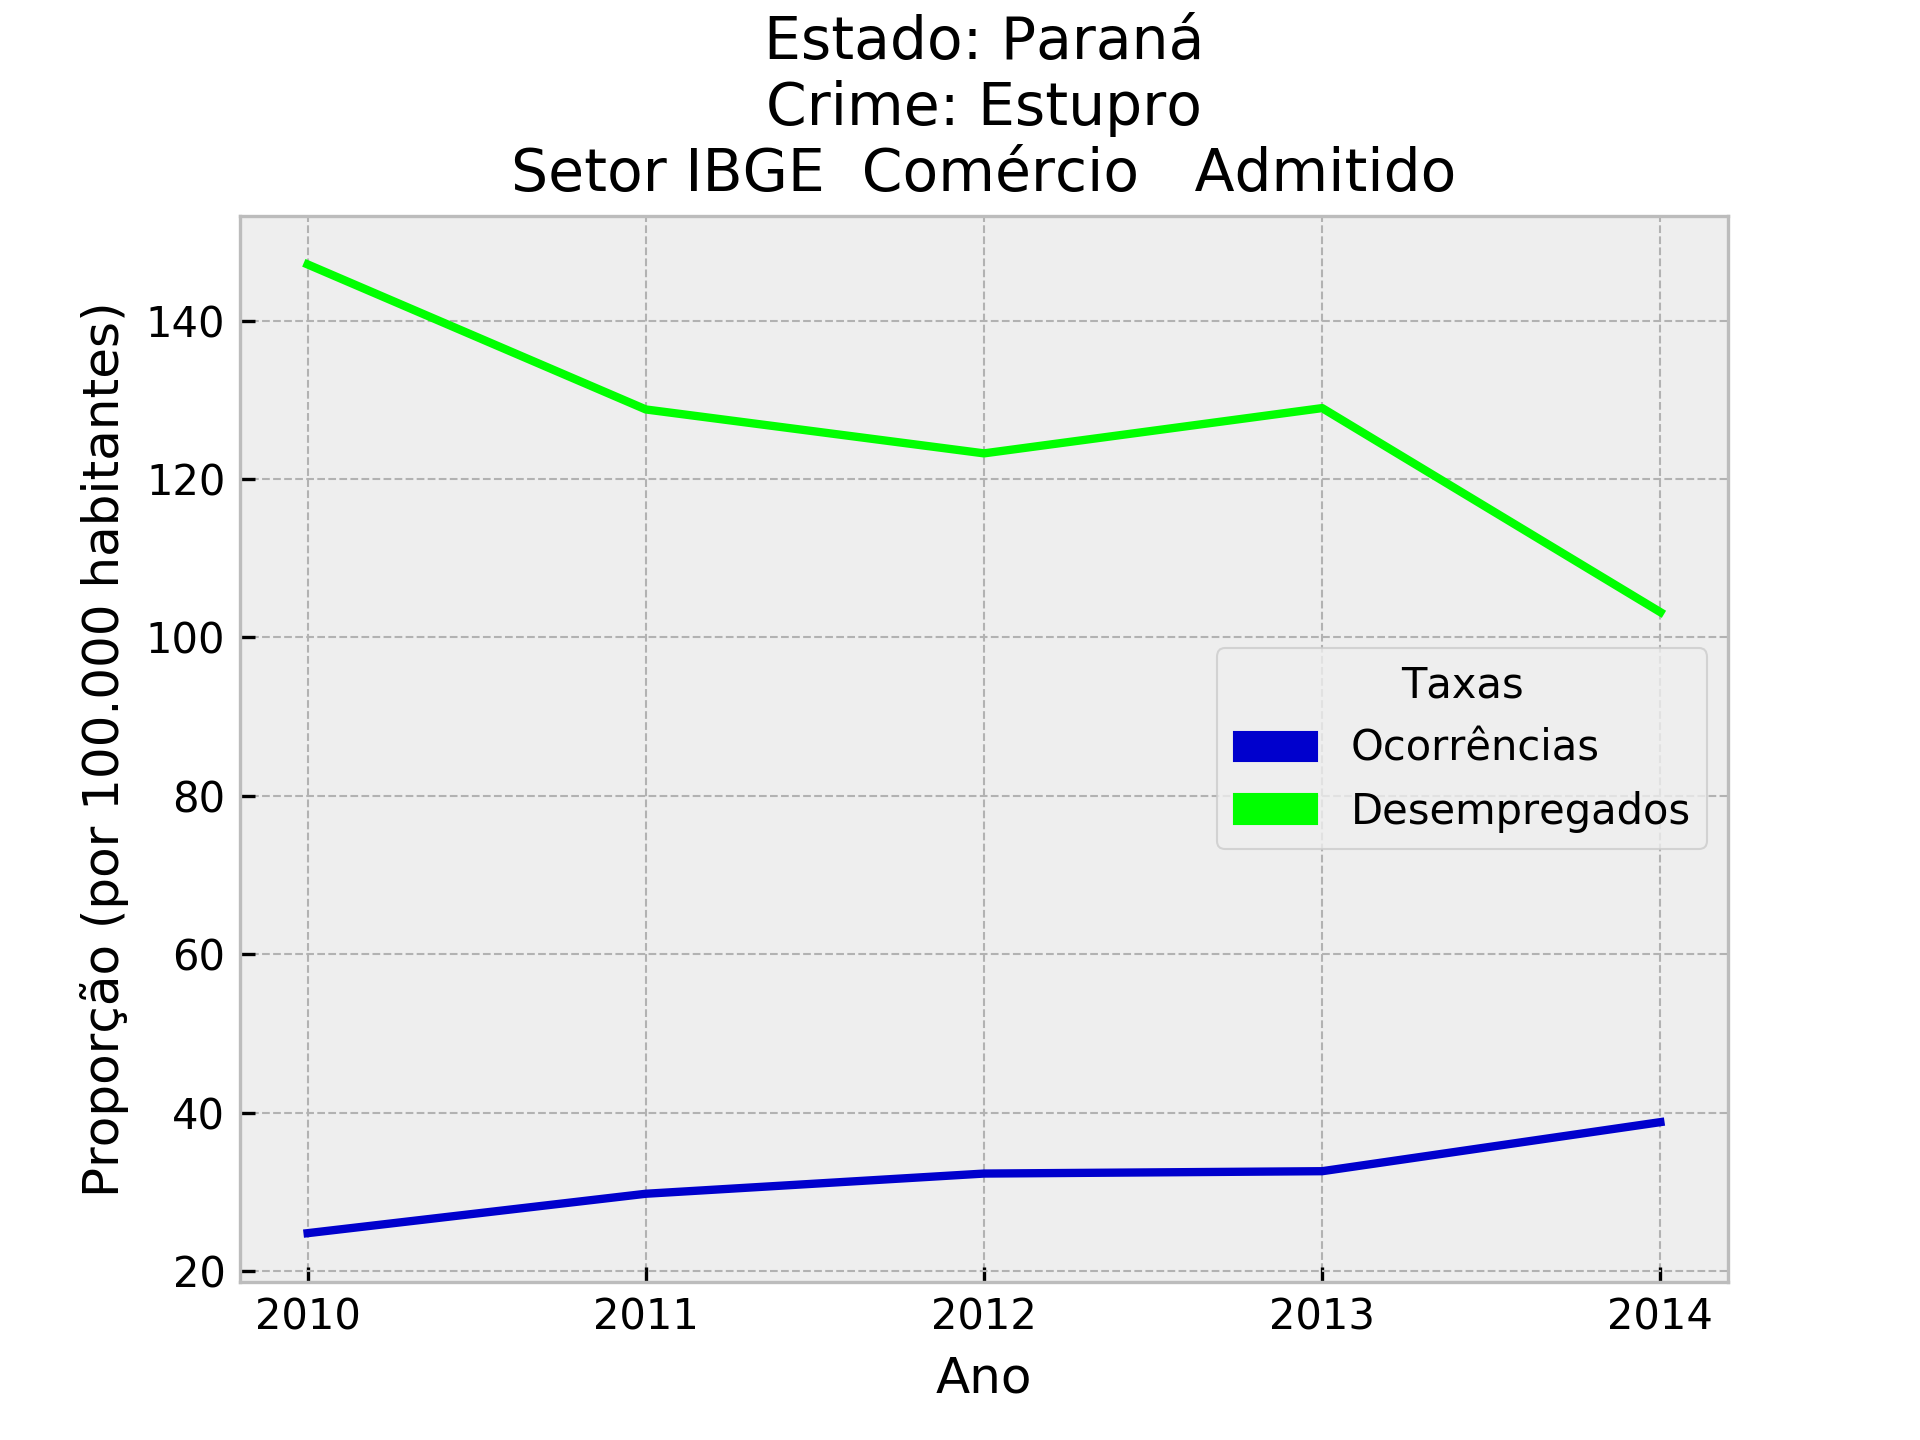 Estado: Paraná
Crime: Estupro
Setor IBGE  Comércio   Admitido
Proporção (por 100.000 habitantes)
140
120
100
80
60
40
20
Taxas
Ocorrências
Desempregados
2010 2011 2012 2013 2014
Ano